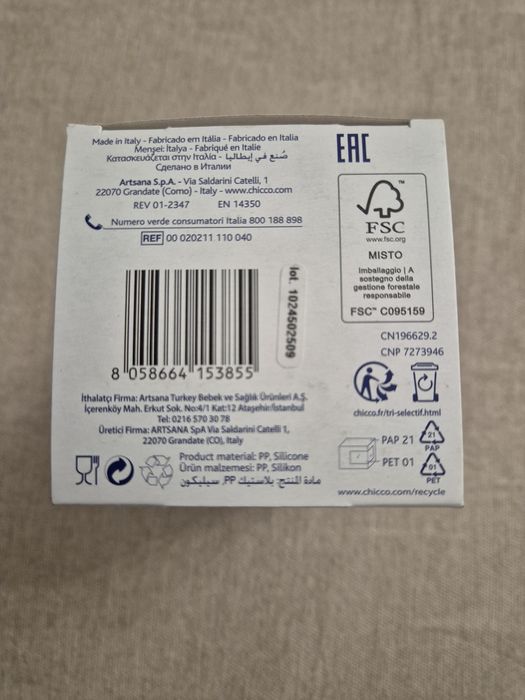 Made in Italy - Fabricado em Itália - Fabricado en Italia
Menşei: İtalya - Fabriqué en Italie
Κατασκευάζεται στην Ιταλία - صُنع في إيطاليا
Сделано в Италии
Artsana S.p.A. - Via Saldarini Catelli, 1
22070 Grandate (Como) - Italy - www.chicco.com
REV 01-2347 EN 14350
Numero verde consumatori Italia 800 188 898
REF 00 020211 110 040
lot. 1024502509
8 058664 153855
İthalatçı Firma: Artsana Turkey Bebek ve Sağlık Ürünleri A.Ş.
İçerenköy Mah. Erkut Sok. No:4/1 Kat:12 Ataşehir/İstanbul
Tel: 0216 570 30 78
Üretici Firma: ARTSANA SpA Via Saldarini Catelli 1,
22070 Grandate (CO), Italy
Product material: PP, Silicone
Ürün malzemesi: PP, Silikon
مادة المنتج: بلاستيك PP، سيليكون
EAC
FSC
www.fsc.org
MISTO
Imballaggio | A
sostegno della
gestione forestale
responsabile
FSC™ C095159
CN196629.2
CNP 7273946
chicco.fr/tri-selectif.html
PAP 21
21
PAP
PET 01
01
PET
www.chicco.com/recycle